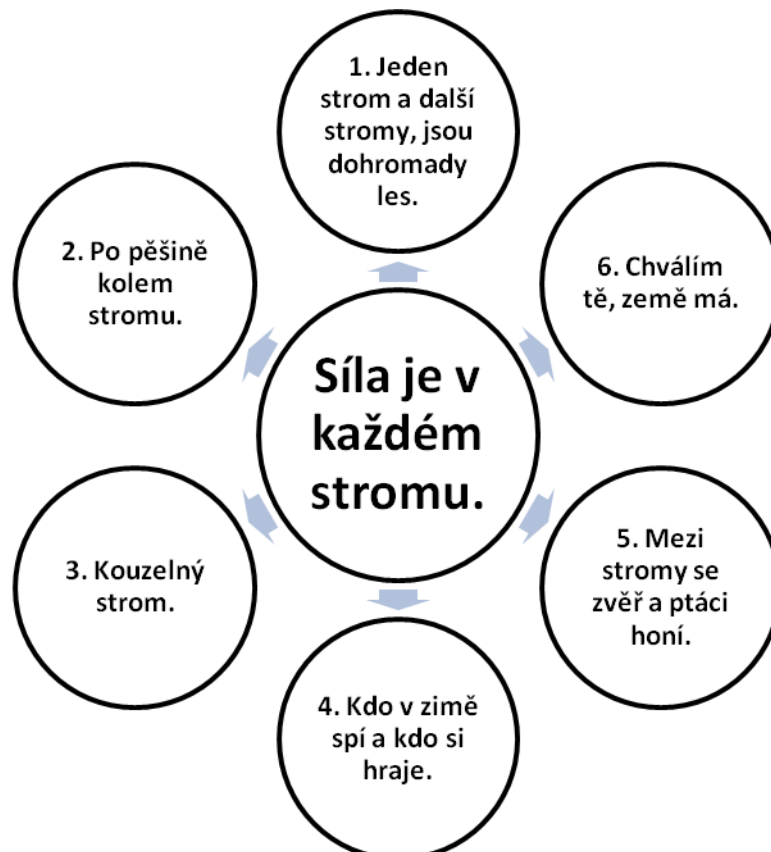 1. Jeden
strom a další
stromy, jsou
dohromady
les.
2. Po pěšině
kolem
stromu.
6. Chválím
tě, země má.
Síla je v
každém
stromu.
3. Kouzelný
strom.
5. Mezi
stromy se
zvěř a ptáci
honí.
4. Kdo v zimě
spí a kdo si
hraje.